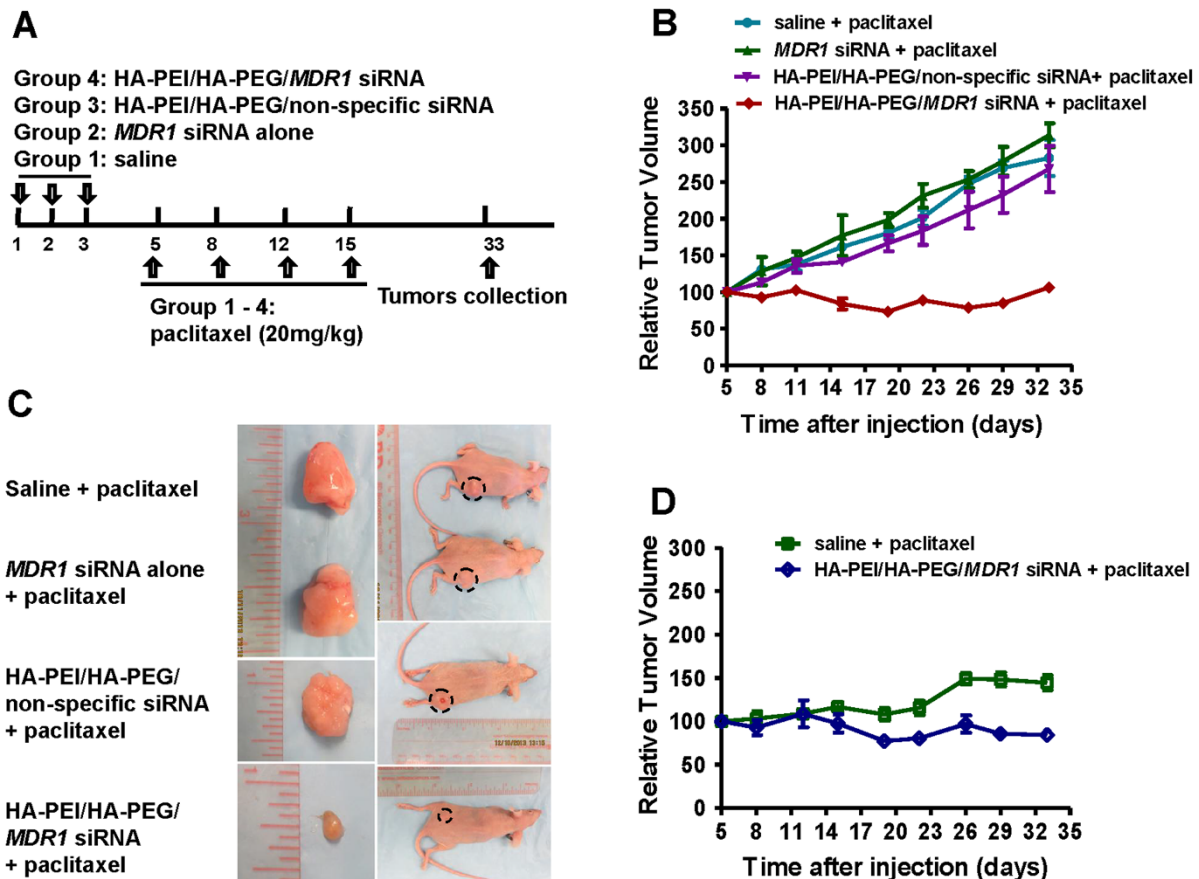 A
Group 4: HA-PEI/HA-PEG/MDR1 siRNA
Group 3: HA-PEI/HA-PEG/non-specific siRNA
Group 2: MDR1 siRNA alone
Group 1: saline
1 2 3 5 8 12 15 33
Group 1 - 4:
paclitaxel (20mg/kg)
Tumors collection
B
saline + paclitaxel
MDR1 siRNA + paclitaxel
HA-PEI/HA-PEG/non-specific siRNA+ paclitaxel
HA-PEI/HA-PEG/MDR1 siRNA + paclitaxel
Relative Tumor Volume
350
300
250
200
150
100
50
0
5 8 11 14 17 20 23 26 29 32 35
Time after injection (days)
C
Saline + paclitaxel
MDR1 siRNA alone
+ paclitaxel
HA-PEI/HA-PEG/
non-specific siRNA
+ paclitaxel
HA-PEI/HA-PEG/
MDR1 siRNA
+ paclitaxel
D
saline + paclitaxel
HA-PEI/HA-PEG/MDR1 siRNA + paclitaxel
Relative Tumor Volume
300
250
200
150
100
50
0
5 8 11 14 17 20 23 26 29 32 35
Time after injection (days)